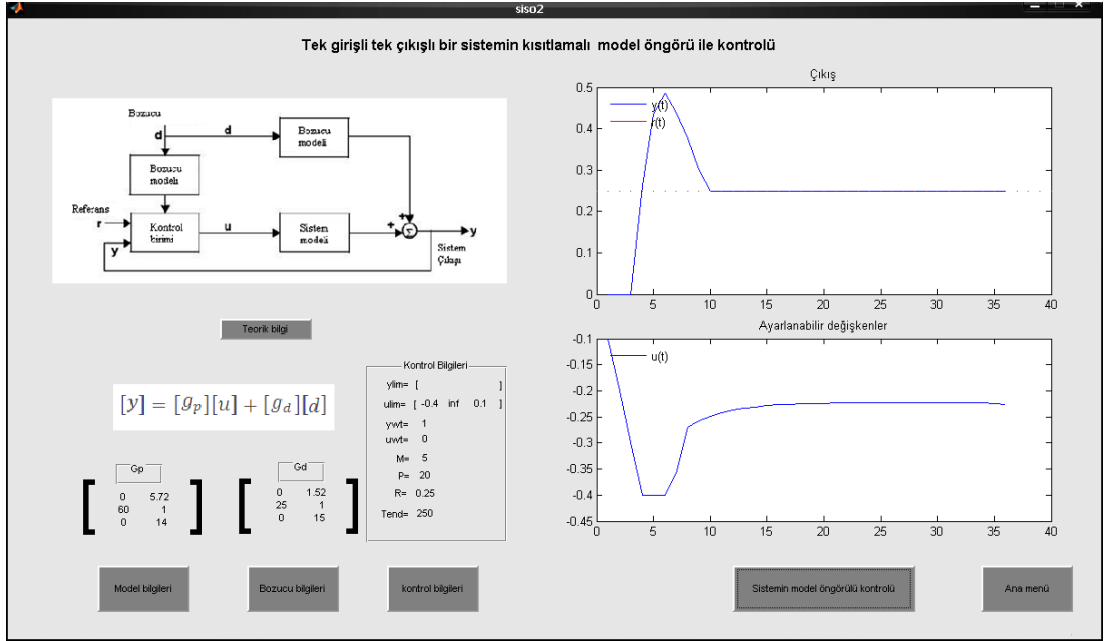 siso2
Tek girişli tek çıkışlı bir sistemin kısıtlamalı model öngörü ile kontrolü
Bozucu
d
d
Bozucu
modeli
Bozucu
modeli
Referans
r
y
Kontrol
birimi
u
Sistem
modeli
+
+
Σ
y
Sistem
Çıkışı
Teorik bilgi
[y] = [g_p][u] + [g_d][d]
Gp
0 5.72
60 1
0 14
Gd
0 1.52
25 1
0 15
Kontrol Bilgileri
ylim= [ ]
ulim= [ -0.4 inf 0.1 ]
ywt= 1
uwt= 0
M= 5
P= 20
R= 0.25
Tend= 250
Model bilgileri
Bozucu bilgileri
kontrol bilgileri
Çıkış
0.5
0.4
0.3
0.2
0.1
0
y(t)
r(t)
0 5 10 15 20 25 30 35 40
Ayarlanabilir değişkenler
-0.1
-0.15
-0.2
-0.25
-0.3
-0.35
-0.4
-0.45
u(t)
0 5 10 15 20 25 30 35 40
Sistemin model öngörülü kontrolü
Ana menü